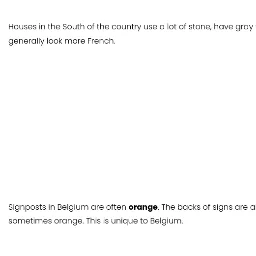 Houses in the South of the country use a lot of stone, have gray
generally look more French.
Signposts in Belgium are often orange. The backs of signs are a
sometimes orange. This is unique to Belgium.